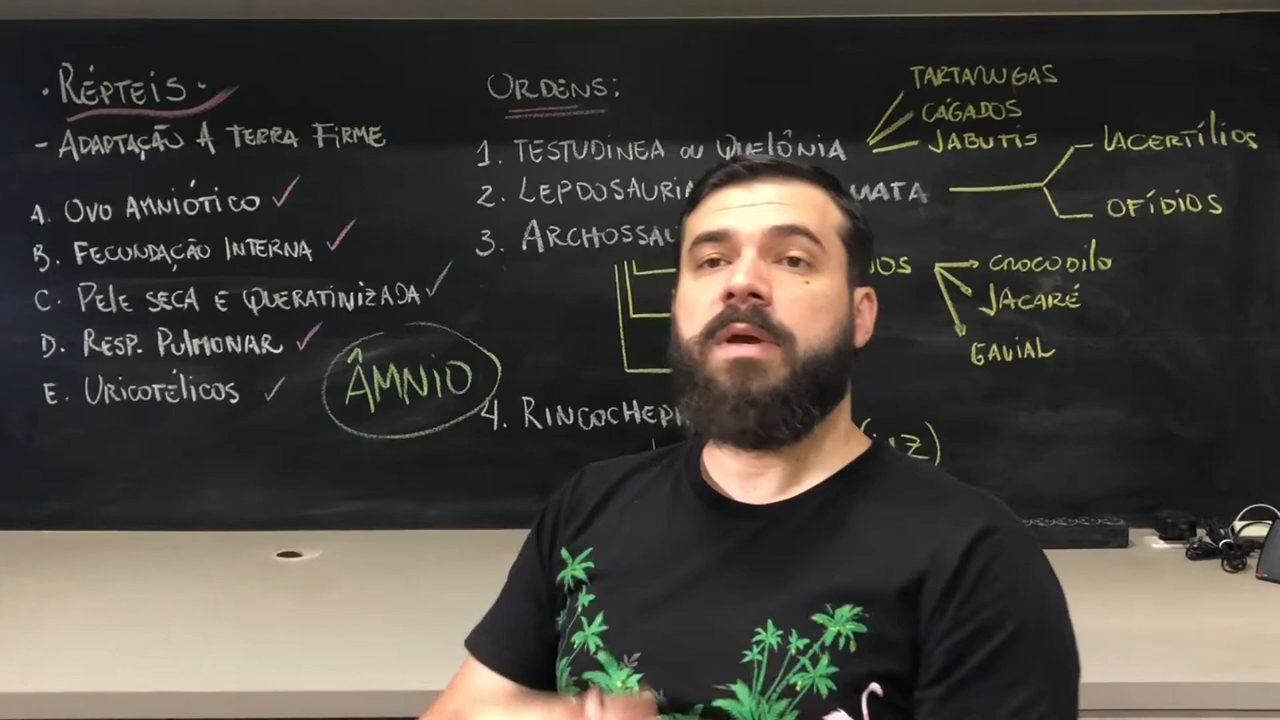 · RÉPTEIS ·
- ADAPTAÇÃO À TERRA FIRME
A. OVO AMNIÓTICO ✓
B. FECUNDAÇÃO INTERNA ✓
C. PELE SECA E QUERATINIZADA ✓
D. RESP. PULMONAR ✓
E. URICOTÉLICOS ✓
ÂMNIO
ORDENS:
1. TESTUDINEA OU QUELÔNIA
TARTARUGAS
CÁGADOS
JABUTIS
2. LEPDOSAURIA
LACERTÍLIOS
OFÍDIOS
3.
CROCODILO
JACARÉ
GAVIAL
4.